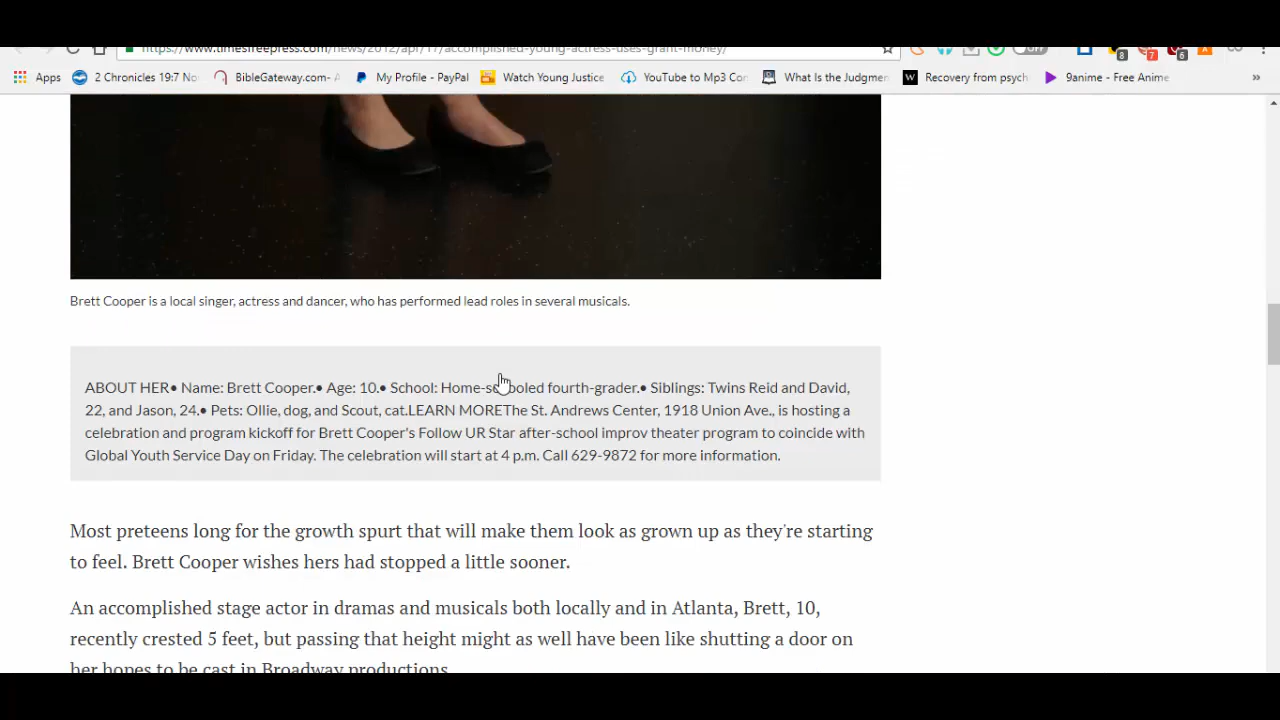 https://www.timesfreepress.com/news/2012/apr/17/accomplished-young-actress-uses-grant-money/
8 7 6
Apps 2 Chronicles 19:7 No BibleGateway.com- A My Profile - PayPal Watch Young Justice YouTube to Mp3 Con What Is the Judgmen W Recovery from psych 9anime - Free Anime »
Brett Cooper is a local singer, actress and dancer, who has performed lead roles in several musicals.
ABOUT HER• Name: Brett Cooper.• Age: 10.• School: Home-schooled fourth-grader.• Siblings: Twins Reid and David,
22, and Jason, 24.• Pets: Ollie, dog, and Scout, cat.LEARN MOREThe St. Andrews Center, 1918 Union Ave., is hosting a
celebration and program kickoff for Brett Cooper's Follow UR Star after-school improv theater program to coincide with
Global Youth Service Day on Friday. The celebration will start at 4 p.m. Call 629-9872 for more information.
Most preteens long for the growth spurt that will make them look as grown up as they're starting
to feel. Brett Cooper wishes hers had stopped a little sooner.
An accomplished stage actor in dramas and musicals both locally and in Atlanta, Brett, 10,
recently crested 5 feet, but passing that height might as well have been like shutting a door on
her hopes to be cast in Broadway productions.